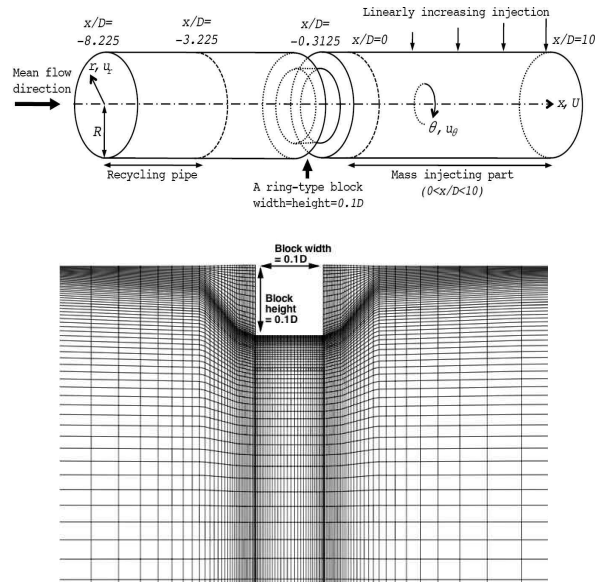 x/D=
-8.225
x/D=
-3.225
x/D=
-0.3125
x/D=0
Linearly increasing injection
x/D=10
Mean flow
direction
r, u_r
R
θ, u_θ
x, U
Recycling pipe
A ring-type block
width=height=0.1D
Mass injecting part
(0<x/D<10)
Block width
= 0.1D
Block
height
= 0.1D